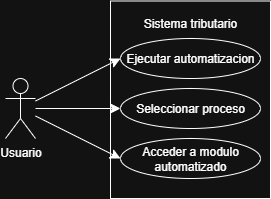 Sistema tributario
Ejecutar automatizacion
Seleccionar proceso
Usuario
Acceder a modulo
automatizado